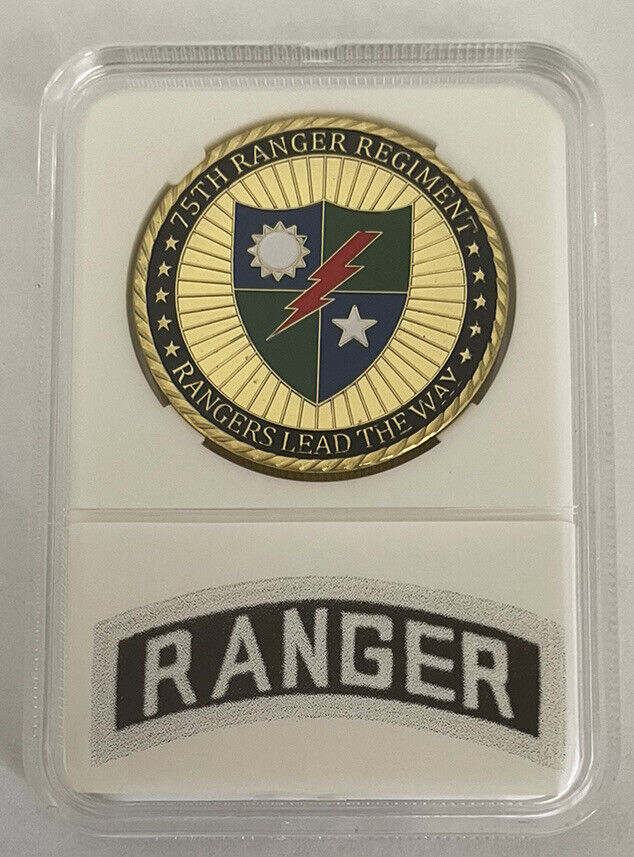 75TH RANGER REGIMENT
RANGERS LEAD THE WAY
RANGER